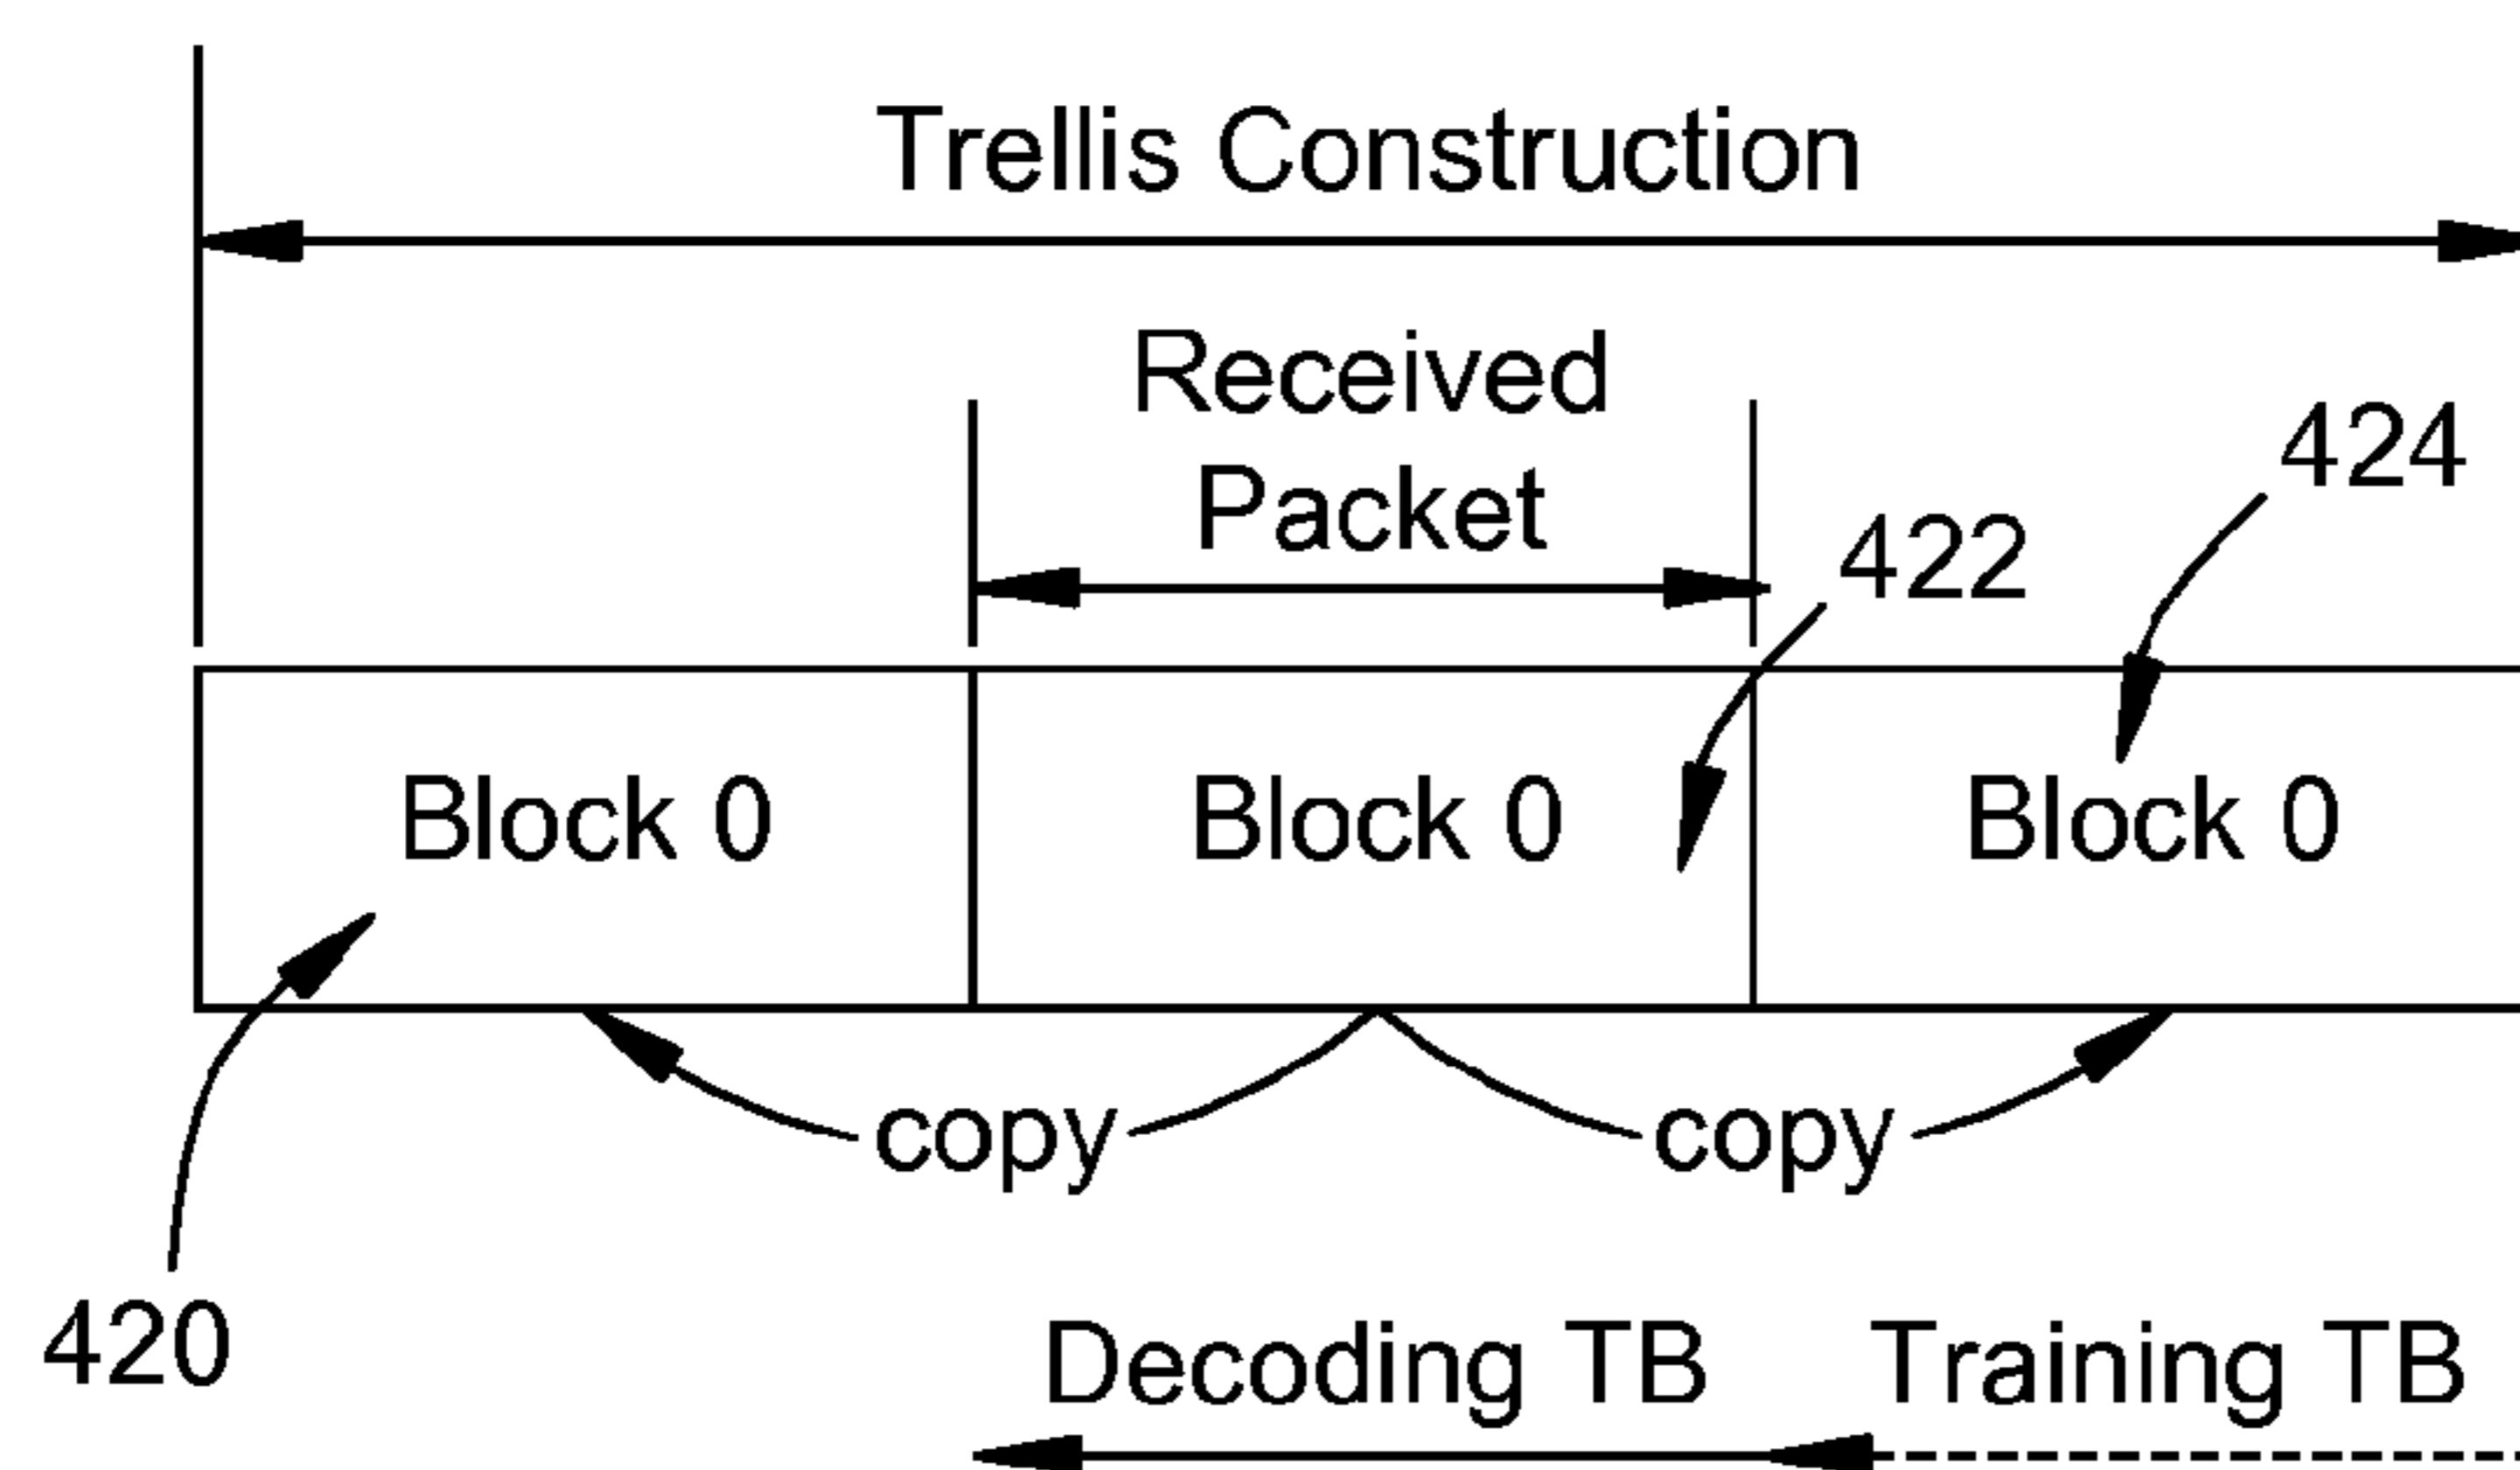 Trellis Construction
Received
Packet
424
422
Block 0
Block 0
Block 0
copy
copy
420
Decoding TB
Training TB